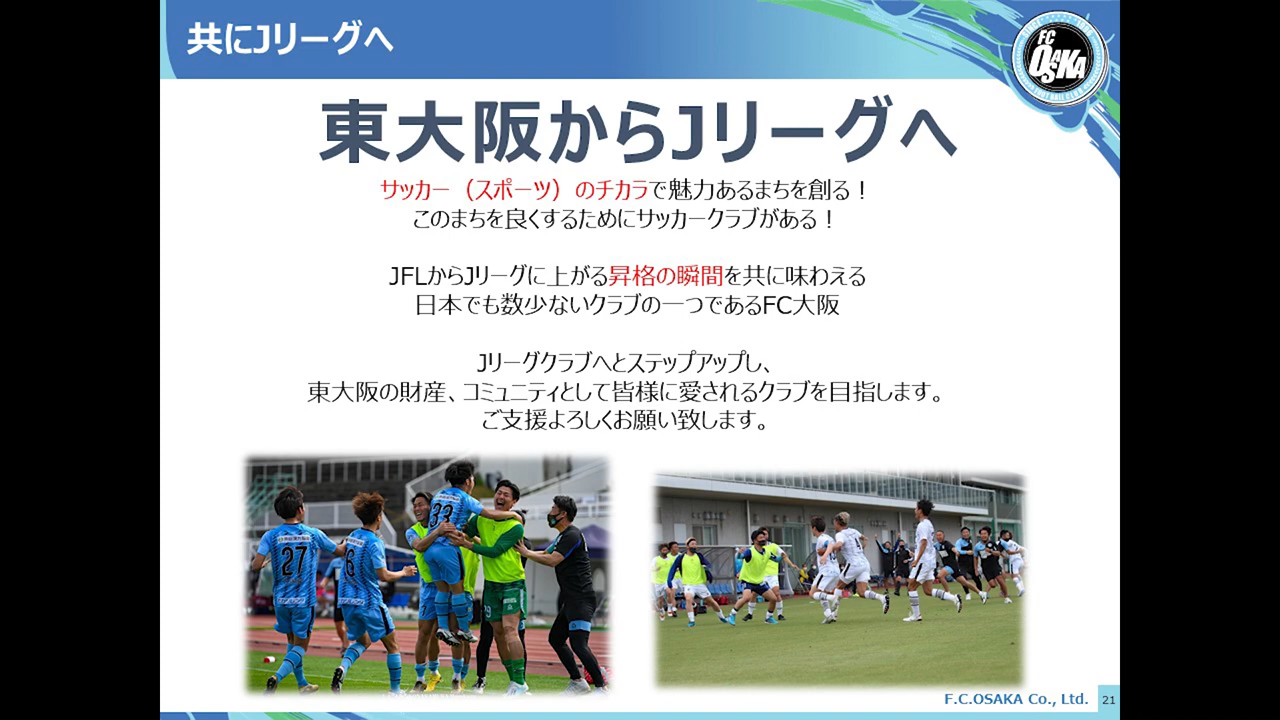 共にJリーグへ
FC
OSAKA
東大阪からJリーグへ
サッカー（スポーツ）のチカラで魅力あるまちを創る！
このまちを良くするためにサッカークラブがある！
JFLからJリーグに上がる昇格の瞬間を共に味わえる
日本でも数少ないクラブの一つであるFC大阪
Jリーグクラブへとステップアップし、
東大阪の財産、コミュニティとして皆様に愛されるクラブを目指します。
ご支援よろしくお願い致します。
27
6
33
F.C.OSAKA Co., Ltd.
21